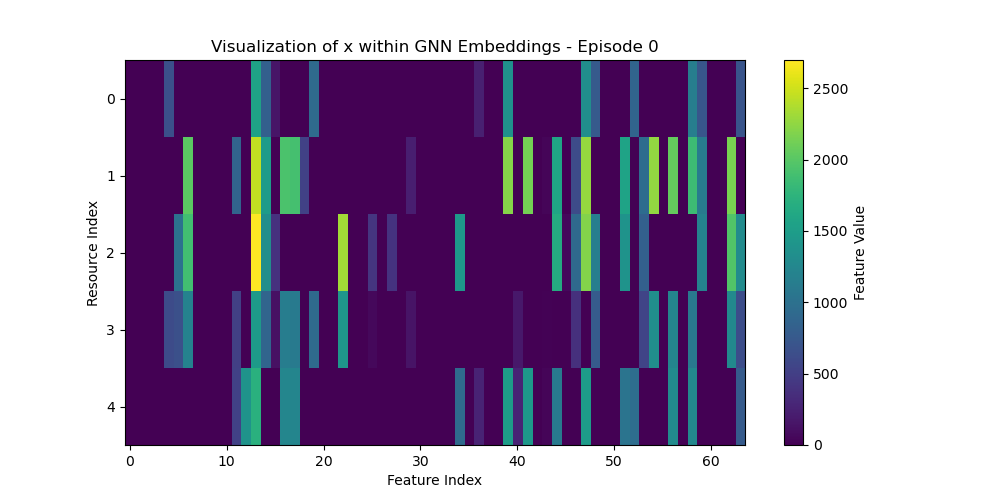 Visualization of x within GNN Embeddings - Episode 0
Resource Index
0
1
2
3
4
0 10 20 30 40 50 60
Feature Index
2500
2000
1500
1000
500
0
Feature Value